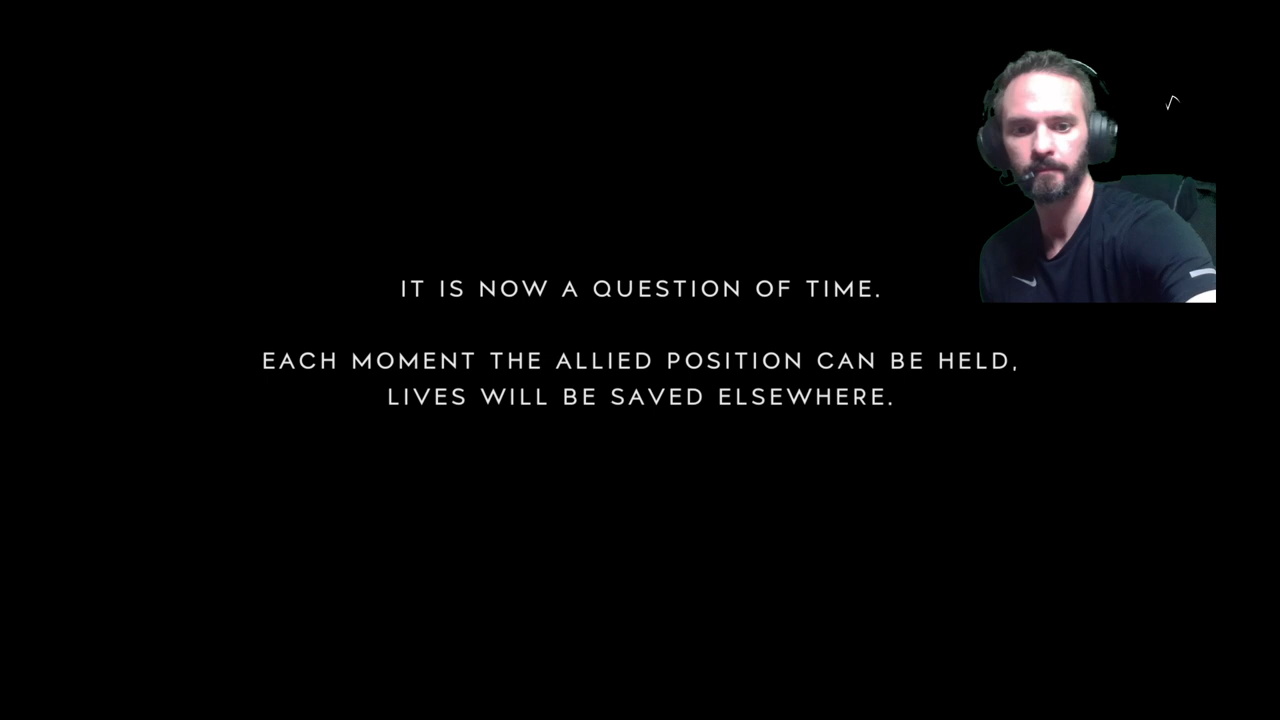 IT IS NOW A QUESTION OF TIME.
EACH MOMENT THE ALLIED POSITION CAN BE HELD,
LIVES WILL BE SAVED ELSEWHERE.